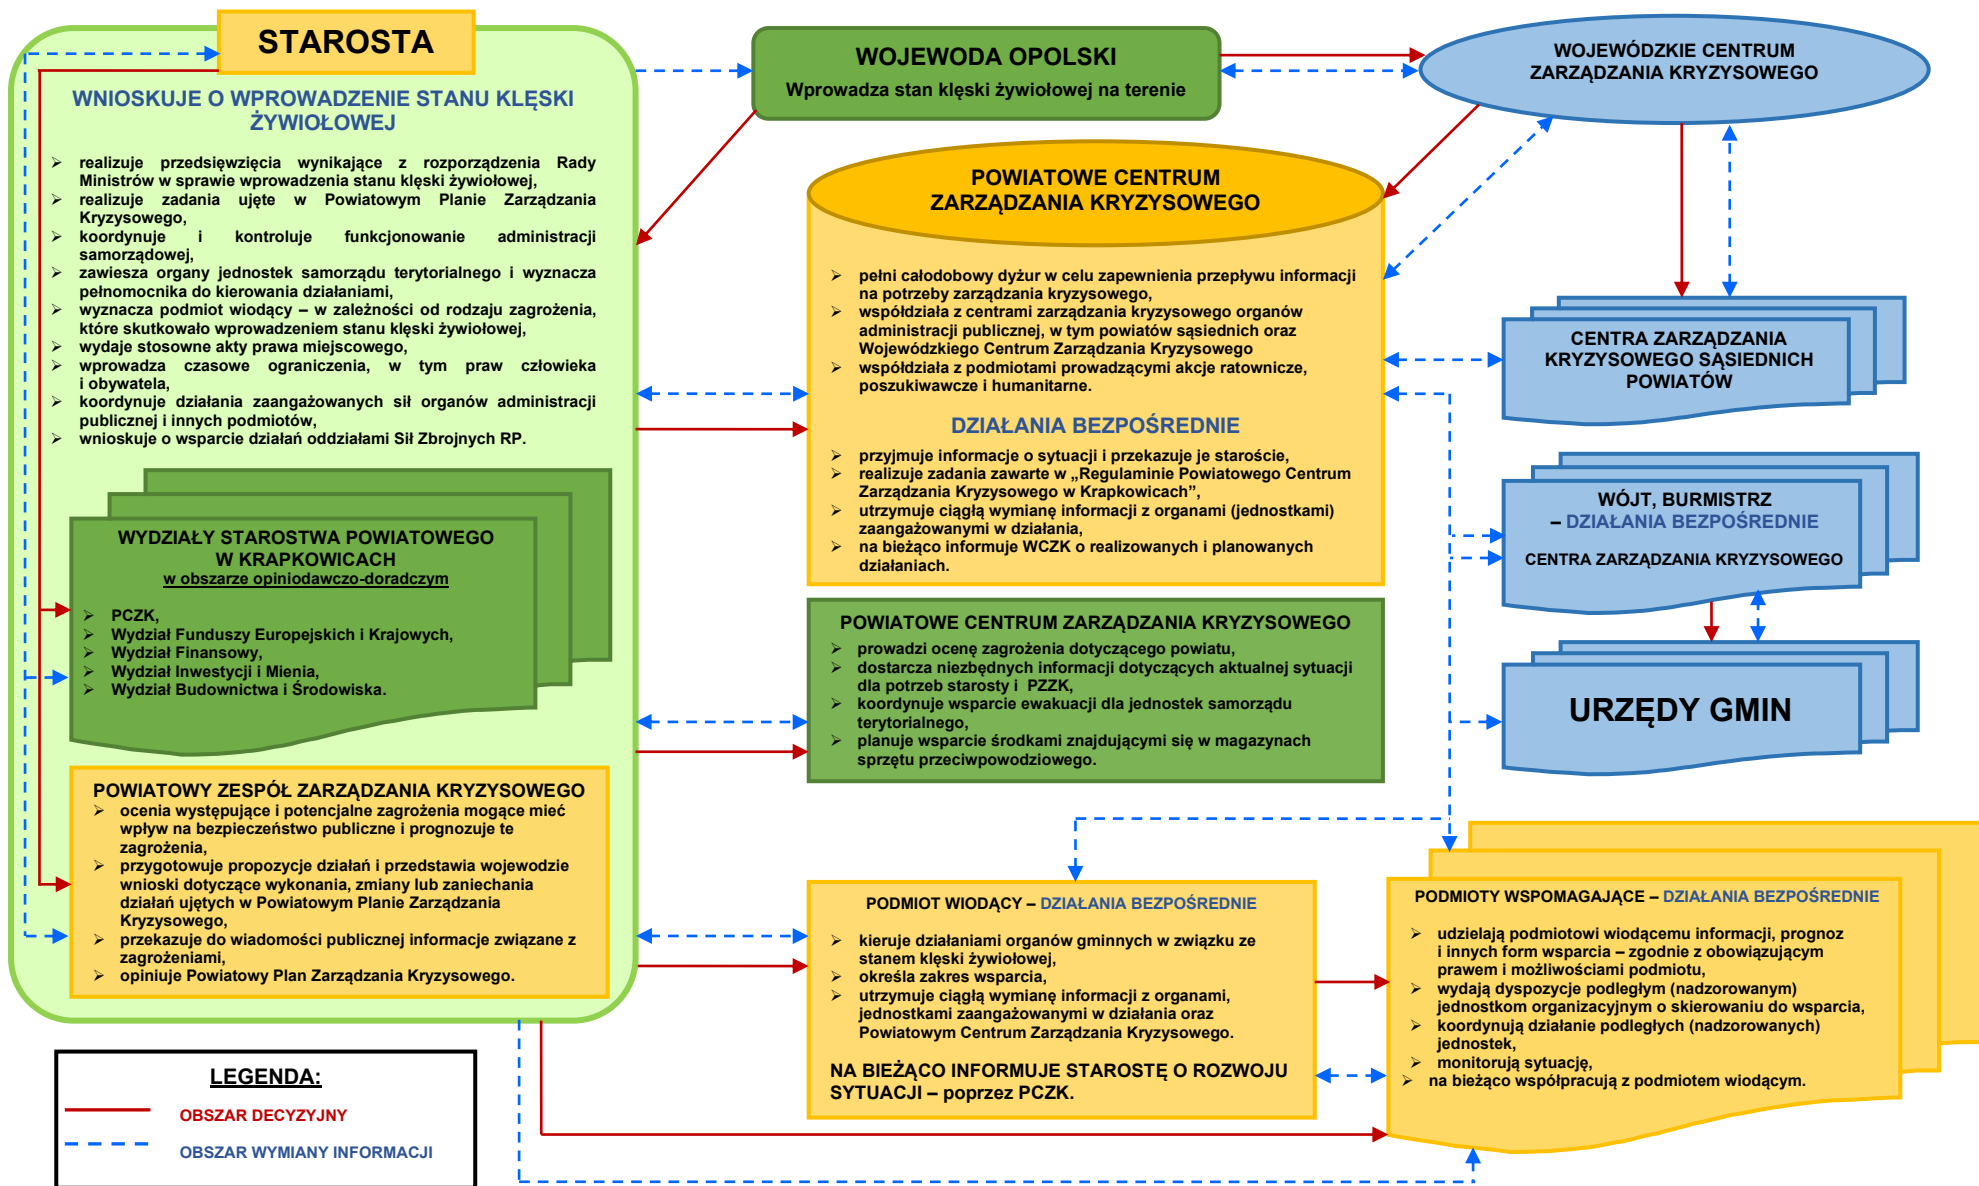 STAROSTA
WNIOSKUJE O WPROWADZENIE STANU KLĘSKI
ŻYWIOŁOWEJ
➢ realizuje przedsięwzięcia wynikające z rozporządzenia Rady
Ministrów w sprawie wprowadzenia stanu klęski żywiołowej,
➢ realizuje zadania ujęte w Powiatowym Planie Zarządzania
Kryzysowego,
➢ koordynuje i kontroluje funkcjonowanie administracji
samorządowej,
➢ zawiesza organy jednostek samorządu terytorialnego i wyznacza
pełnomocnika do kierowania działaniami,
➢ wyznacza podmiot wiodący – w zależności od rodzaju zagrożenia,
które skutkowało wprowadzeniem stanu klęski żywiołowej,
➢ wydaje stosowne akty prawa miejscowego,
➢ wprowadza czasowe ograniczenia, w tym praw człowieka
i obywatela,
➢ koordynuje działania zaangażowanych sił organów administracji
publicznej i innych podmiotów,
➢ wnioskuje o wsparcie działań oddziałami Sił Zbrojnych RP.
WYDZIAŁY STAROSTWA POWIATOWEGO
W KRAPKOWICACH
w obszarze opiniodawczo-doradczym
➢ PCZK,
➢ Wydział Funduszy Europejskich i Krajowych,
➢ Wydział Finansowy,
➢ Wydział Inwestycji i Mienia,
➢ Wydział Budownictwa i Środowiska.
POWIATOWY ZESPÓŁ ZARZĄDZANIA KRYZYSOWEGO
➢ ocenia występujące i potencjalne zagrożenia mogące mieć
wpływ na bezpieczeństwo publiczne i prognozuje te
zagrożenia,
➢ przygotowuje propozycje działań i przedstawia wojewodzie
wnioski dotyczące wykonania, zmiany lub zaniechania
działań ujętych w Powiatowym Planie Zarządzania
Kryzysowego,
➢ przekazuje do wiadomości publicznej informacje związane z
zagrożeniami,
➢ opiniuje Powiatowy Plan Zarządzania Kryzysowego.
LEGENDA:
OBSZAR DECYZYJNY
OBSZAR WYMIANY INFORMACJI
WOJEWODA OPOLSKI
Wprowadza stan klęski żywiołowej na terenie
POWIATOWE CENTRUM
ZARZĄDZANIA KRYZYSOWEGO
➢ pełni całodobowy dyżur w celu zapewnienia przepływu informacji
na potrzeby zarządzania kryzysowego,
➢ współdziała z centrami zarządzania kryzysowego organów
administracji publicznej, w tym powiatów sąsiednich oraz
Wojewódzkiego Centrum Zarządzania Kryzysowego
➢ współdziała z podmiotami prowadzącymi akcje ratownicze,
poszukiwawcze i humanitarne.
DZIAŁANIA BEZPOŚREDNIE
➢ przyjmuje informacje o sytuacji i przekazuje je staroście,
➢ realizuje zadania zawarte w „Regulaminie Powiatowego Centrum
Zarządzania Kryzysowego w Krapkowicach”,
➢ utrzymuje ciągłą wymianę informacji z organami (jednostkami)
zaangażowanymi w działania,
➢ na bieżąco informuje WCZK o realizowanych i planowanych
działaniach.
POWIATOWE CENTRUM ZARZĄDZANIA KRYZYSOWEGO
➢ prowadzi ocenę zagrożenia dotyczącego powiatu,
➢ dostarcza niezbędnych informacji dotyczących aktualnej sytuacji
dla potrzeb starosty i PZZK,
➢ koordynuje wsparcie ewakuacji dla jednostek samorządu
terytorialnego,
➢ planuje wsparcie środkami znajdującymi się w magazynach
sprzętu przeciwpowodziowego.
PODMIOT WIODĄCY – DZIAŁANIA BEZPOŚREDNIE
➢ kieruje działaniami organów gminnych w związku ze
stanem klęski żywiołowej,
➢ określa zakres wsparcia,
➢ utrzymuje ciągłą wymianę informacji z organami,
jednostkami zaangażowanymi w działania oraz
Powiatowym Centrum Zarządzania Kryzysowego.
NA BIEŻĄCO INFORMUJE STAROSTĘ O ROZWOJU
SYTUACJI – poprzez PCZK.
WOJEWÓDZKIE CENTRUM
ZARZĄDZANIA KRYZYSOWEGO
CENTRA ZARZĄDZANIA
KRYZYSOWEGO SĄSIEDNICH
POWIATÓW
WÓJT, BURMISTRZ
– DZIAŁANIA BEZPOŚREDNIE
CENTRA ZARZĄDZANIA KRYZYSOWEGO
URZĘDY GMIN
PODMIOTY WSPOMAGAJĄCE – DZIAŁANIA BEZPOŚREDNIE
➢ udzielają podmiotowi wiodącemu informacji, prognoz
i innych form wsparcia – zgodnie z obowiązującym
prawem i możliwościami podmiotu,
➢ wydają dyspozycje podległym (nadzorowanym)
jednostkom organizacyjnym o skierowaniu do wsparcia,
➢ koordynują działanie podległych (nadzorowanych)
jednostek,
➢ monitorują sytuację,
➢ na bieżąco współpracują z podmiotem wiodącym.